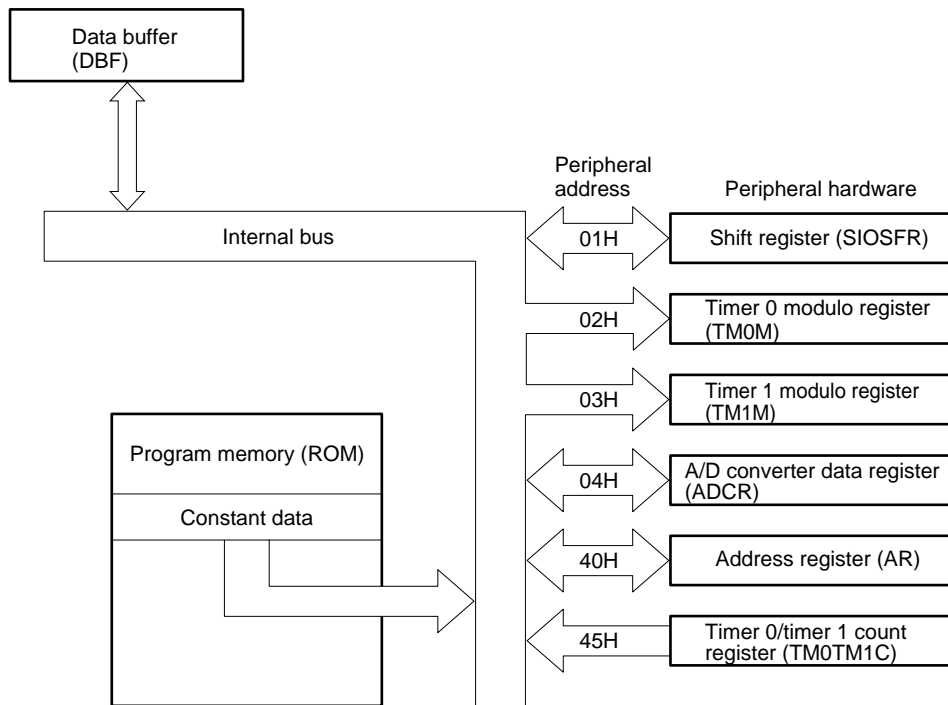 Data buffer
(DBF)
Peripheral
address
Peripheral hardware
Internal bus
01H
Shift register (SIOSFR)
02H
Timer 0 modulo register
(TM0M)
03H
Timer 1 modulo register
(TM1M)
Program memory (ROM)
Constant data
04H
A/D converter data register
(ADCR)
40H
Address register (AR)
45H
Timer 0/timer 1 count
register (TM0TM1C)